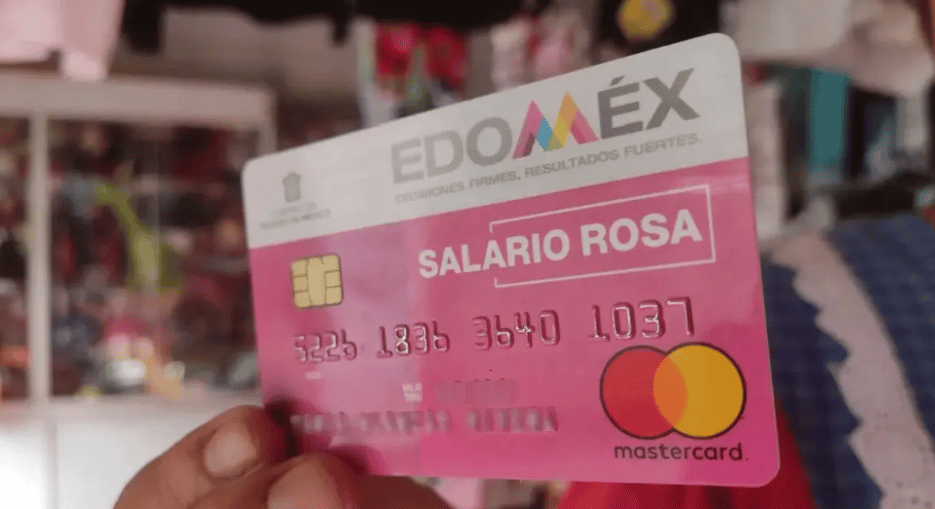 EDOMÉX
DECISIONES FIRMES, RESULTADOS FUERTES.
SALARIO ROSA
5226 1836 3640 1037
mastercard.